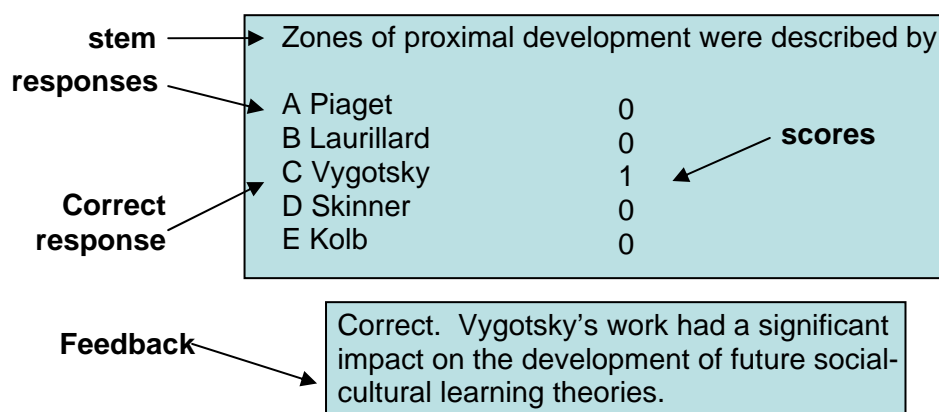 stem
Zones of proximal development were described by
responses
A Piaget 0
B Laurillard 0
scores
C Vygotsky 1
Correct
response
D Skinner 0
E Kolb 0
Feedback
Correct. Vygotsky's work had a significant
impact on the development of future social-
cultural learning theories.